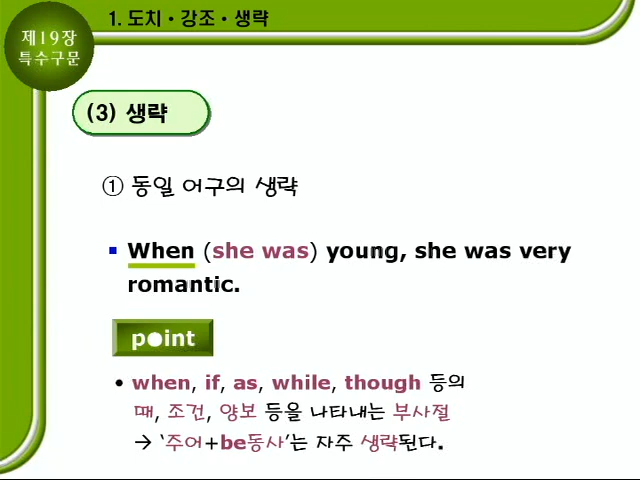 1. 도치·강조·생략
제19장
특수구문
(3) 생략
① 동일 어구의 생략
▪ When (she was) young, she was very
romantic.
point
• when, if, as, while, though 등의
때, 조건, 양보 등을 나타내는 부사절
→ ‘주어+be동사’는 자주 생략된다.